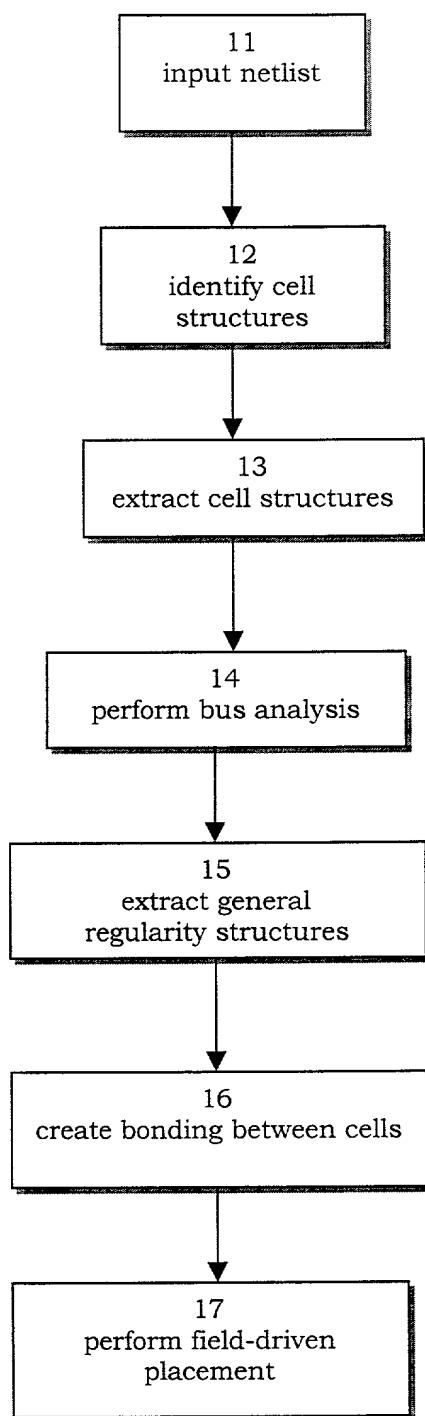 11
input netlist
12
identify cell
structures
13
extract cell structures
14
perform bus analysis
15
extract general
regularity structures
16
create bonding between cells
17
perform field-driven
placement